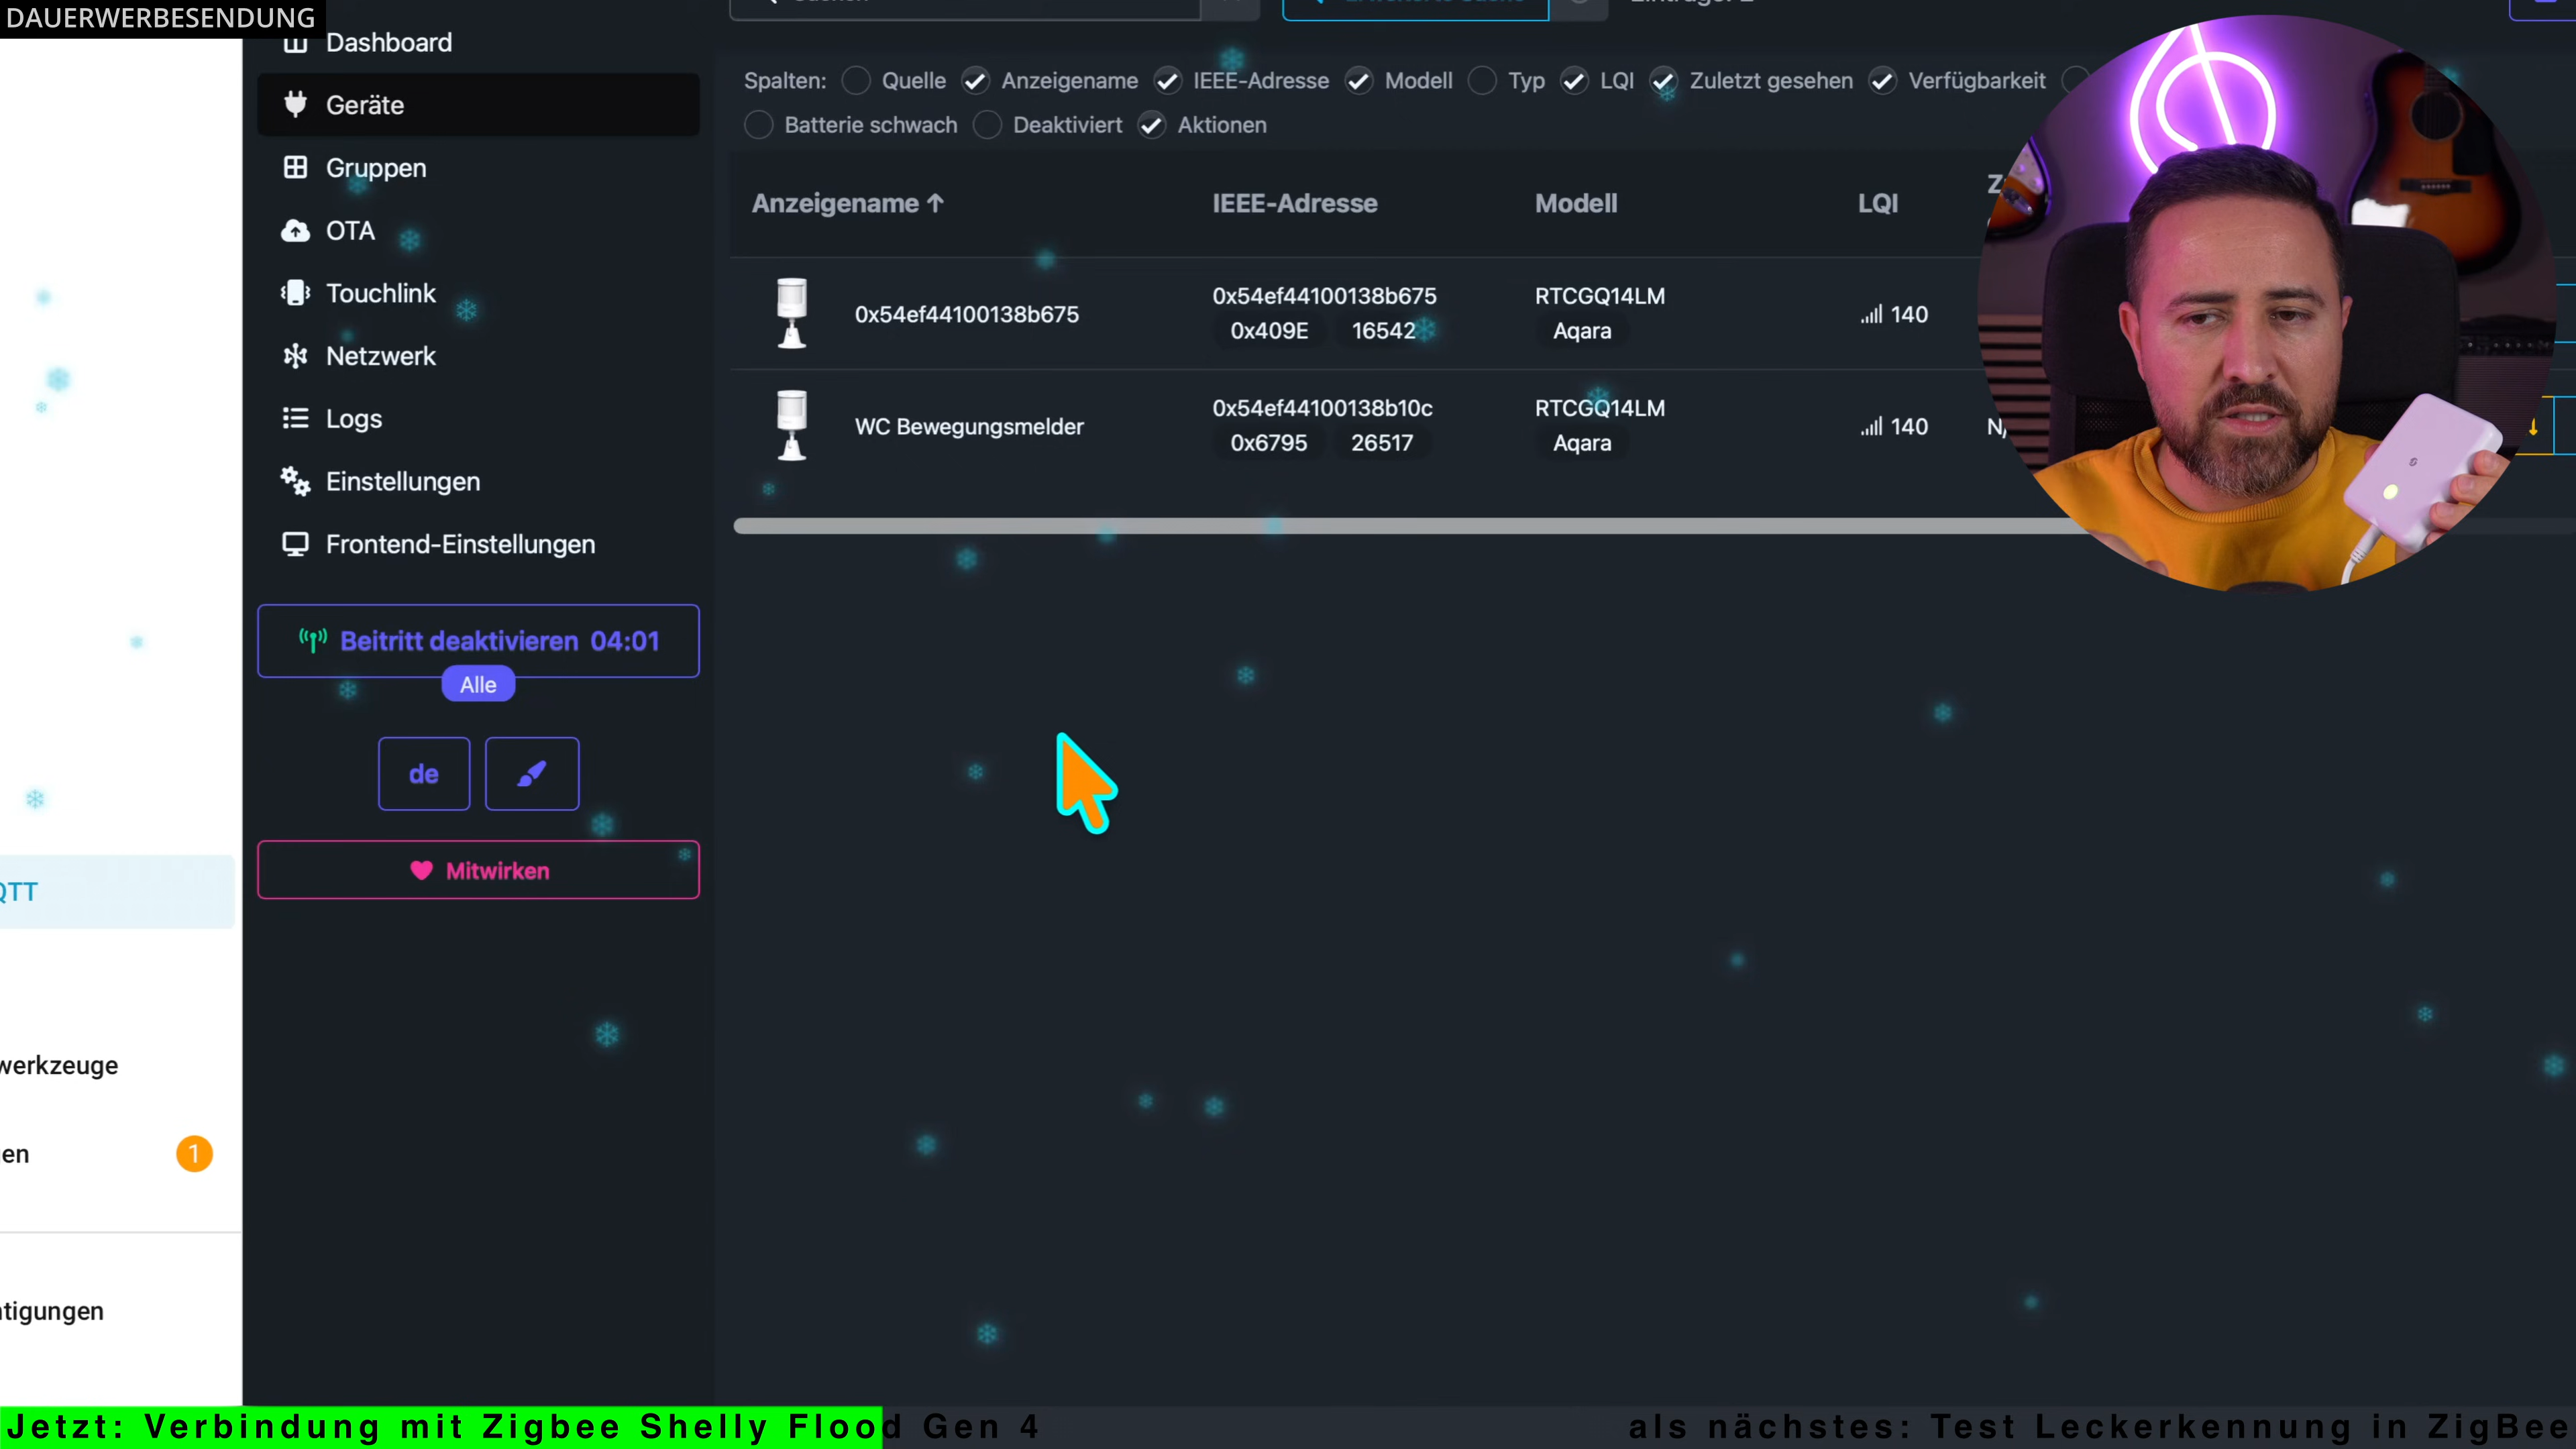 DAUERWERBESENDUNG
Dashboard
Geräte
Gruppen
OTA
Touchlink
Netzwerk
Logs
Einstellungen
Frontend-Einstellungen
Beitritt deaktivieren 04:01
Alle
de
Mitwirken
QTT
werkzeuge
en
1
tigungen
Spalten: Quelle Anzeigename IEEE-Adresse Modell Typ LQI Zuletzt gesehen Verfügbarkeit
Batterie schwach Deaktiviert Aktionen
Anzeigename ↑ IEEE-Adresse Modell LQI Z
0x54ef44100138b675 0x54ef44100138b675 RTCGQ14LM 140
0x409E 16542 Aqara
WC Bewegungsmelder 0x54ef44100138b10c RTCGQ14LM 140 N/
0x6795 26517 Aqara
Jetzt: Verbindung mit Zigbee Shelly Flood Gen 4
als nächstes: Test Leckerkennung in ZigBee